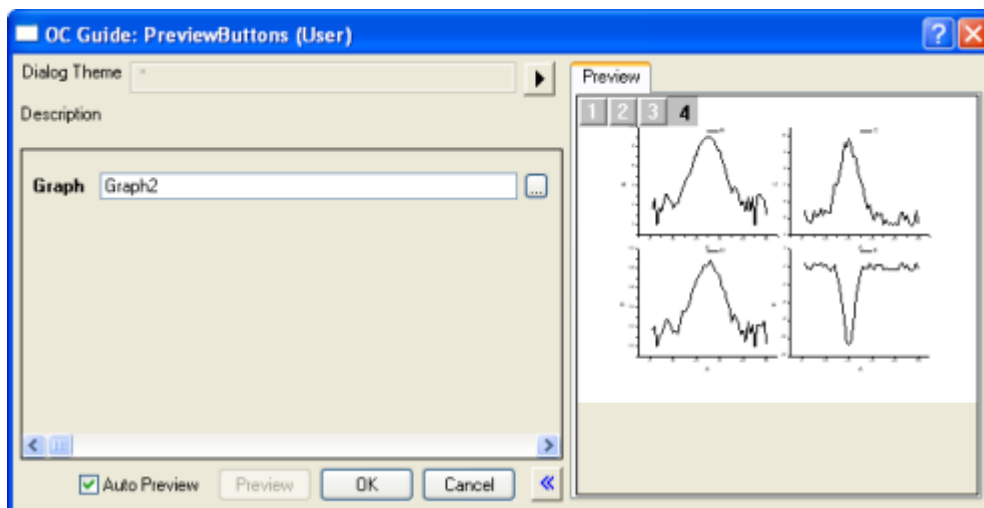 OC Guide: PreviewButtons (User)
Dialog Theme *
Description
Graph Graph2 ...
Auto Preview Preview OK Cancel
Preview
1 2 3 4